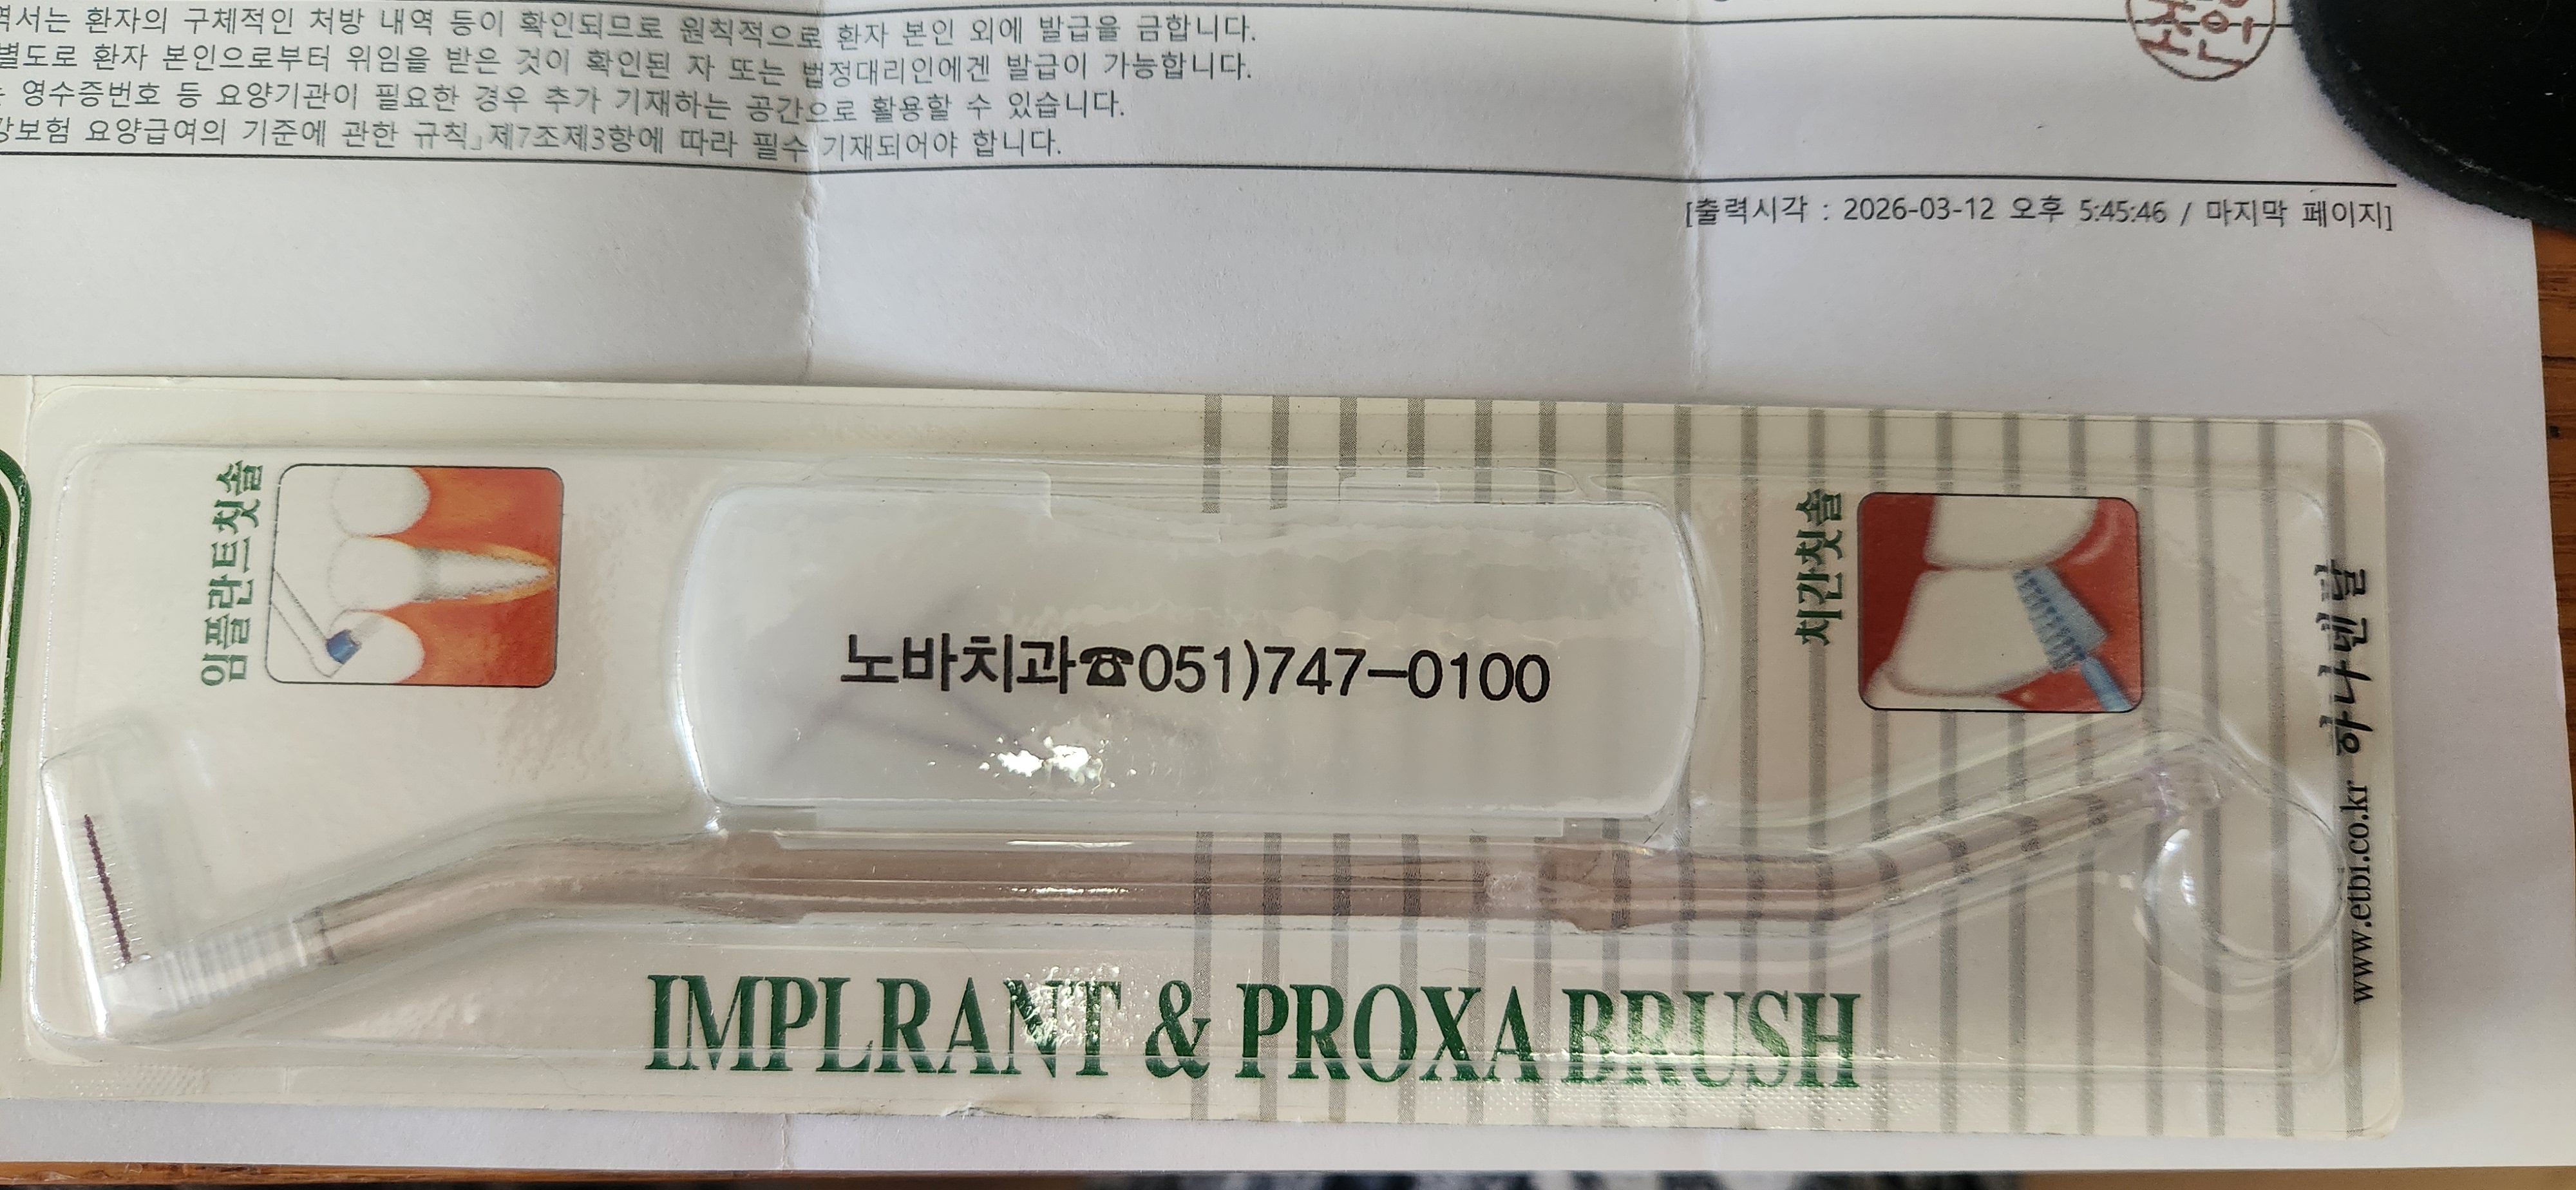 역서는 환자의 구체적인 처방 내역 등이 확인되므로 원칙적으로 환자 본인 외에 발급을 금합니다.
별도로 환자 본인으로부터 위임을 받은 것이 확인된 자 또는 법정대리인에겐 발급이 가능합니다.
영수증번호 등 요양기관이 필요한 경우 추가 기재하는 공간으로 활용할 수 있습니다.
강보험 요양급여의 기준에 관한 규칙」제7조제3항에 따라 필수 기재되어야 합니다.
[출력시각 : 2026-03-12 오후 5:45:46 / 마지막 페이지]
임플란트칫솔
치간칫솔
노바치과☎051)747-0100
www.etbi.co.kr 하나덴탈
IMPLRANT & PROXA BRUSH